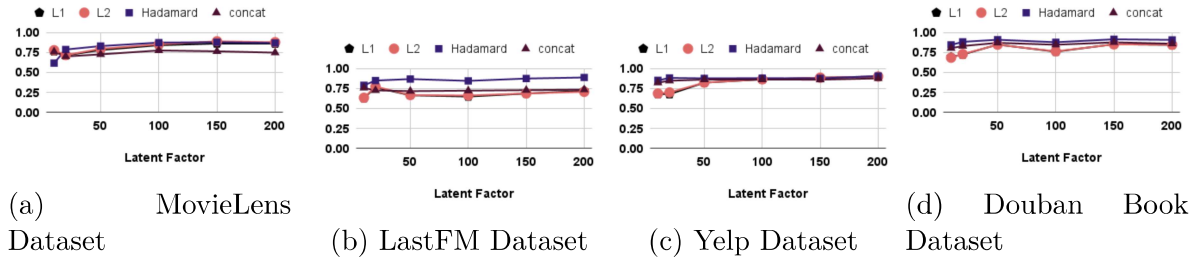 L1 L2 Hadamard concat
1.00
0.75
0.50
0.25
0.00
50 100 150 200
Latent Factor
(a) MovieLens
Dataset
L1 L2 Hadamard concat
1.00
0.75
0.50
0.25
0.00
50 100 150 200
Latent Factor
(b) LastFM Dataset
L1 L2 Hadamard concat
1.00
0.75
0.50
0.25
0.00
50 100 150 200
Latent Factor
(c) Yelp Dataset
L1 L2 Hadamard concat
1.00
0.75
0.50
0.25
0.00
50 100 150 200
Latent Factor
(d) Douban Book
Dataset